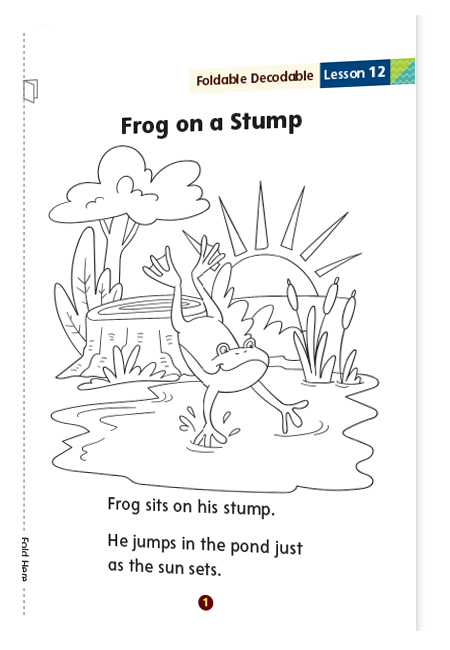 Foldable Decodable Lesson 12
Frog on a Stump
Frog sits on his stump.
He jumps in the pond just
as the sun sets.
1
Fold Here